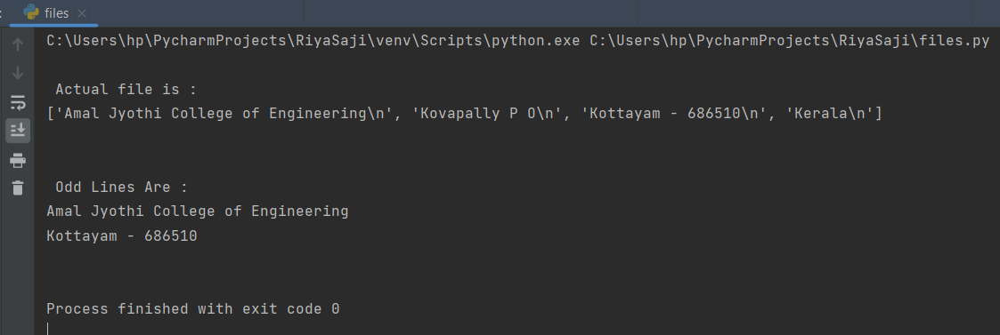 files
C:\Users\hp\PycharmProjects\RiyaSaji\venv\Scripts\python.exe C:\Users\hp\PycharmProjects\RiyaSaji\files.py
Actual file is :
['Amal Jyothi College of Engineering\n', 'Kovapally P O\n', 'Kottayam - 686510\n', 'Kerala\n']
Odd Lines Are :
Amal Jyothi College of Engineering
Kottayam - 686510
Process finished with exit code 0